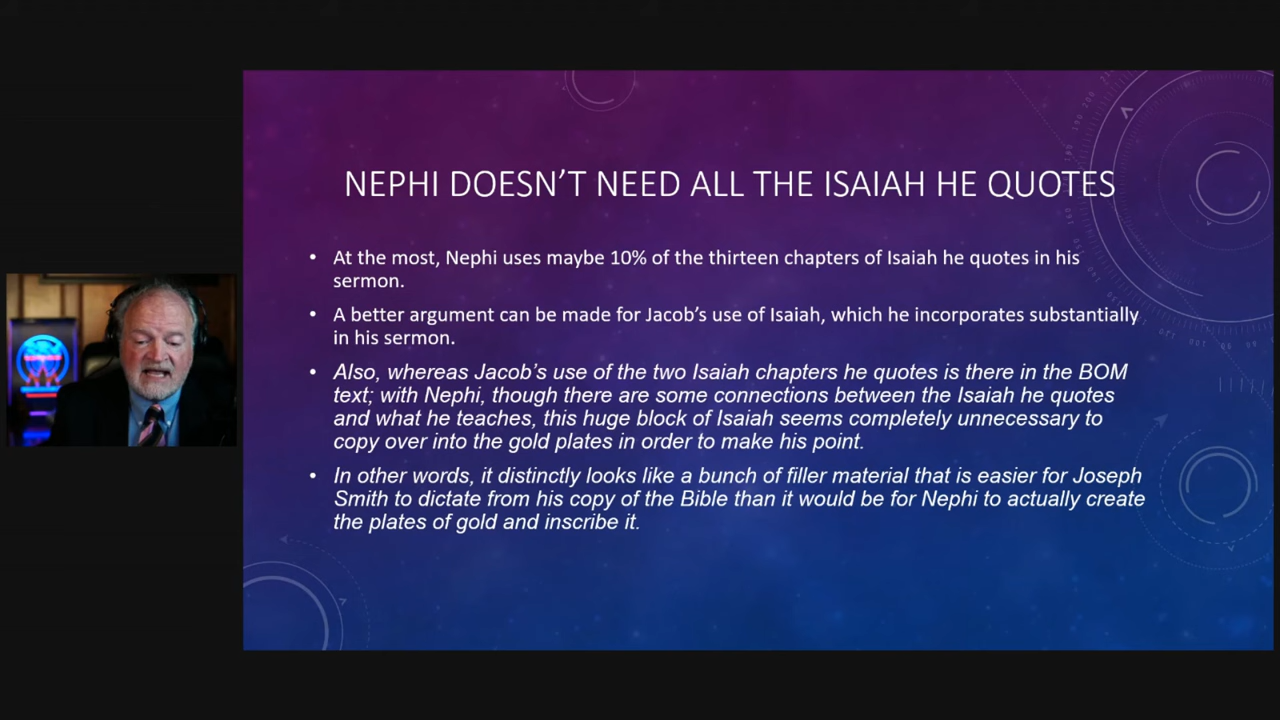 NEPHI DOESN'T NEED ALL THE ISAIAH HE QUOTES
• At the most, Nephi uses maybe 10% of the thirteen chapters of Isaiah he quotes in his
sermon.
• A better argument can be made for Jacob's use of Isaiah, which he incorporates substantially
in his sermon.
• Also, whereas Jacob's use of the two Isaiah chapters he quotes is there in the BOM
text; with Nephi, though there are some connections between the Isaiah he quotes
and what he teaches, this huge block of Isaiah seems completely unnecessary to
copy over into the gold plates in order to make his point.
• In other words, it distinctly looks like a bunch of filler material that is easier for Joseph
Smith to dictate from his copy of the Bible than it would be for Nephi to actually create
the plates of gold and inscribe it.